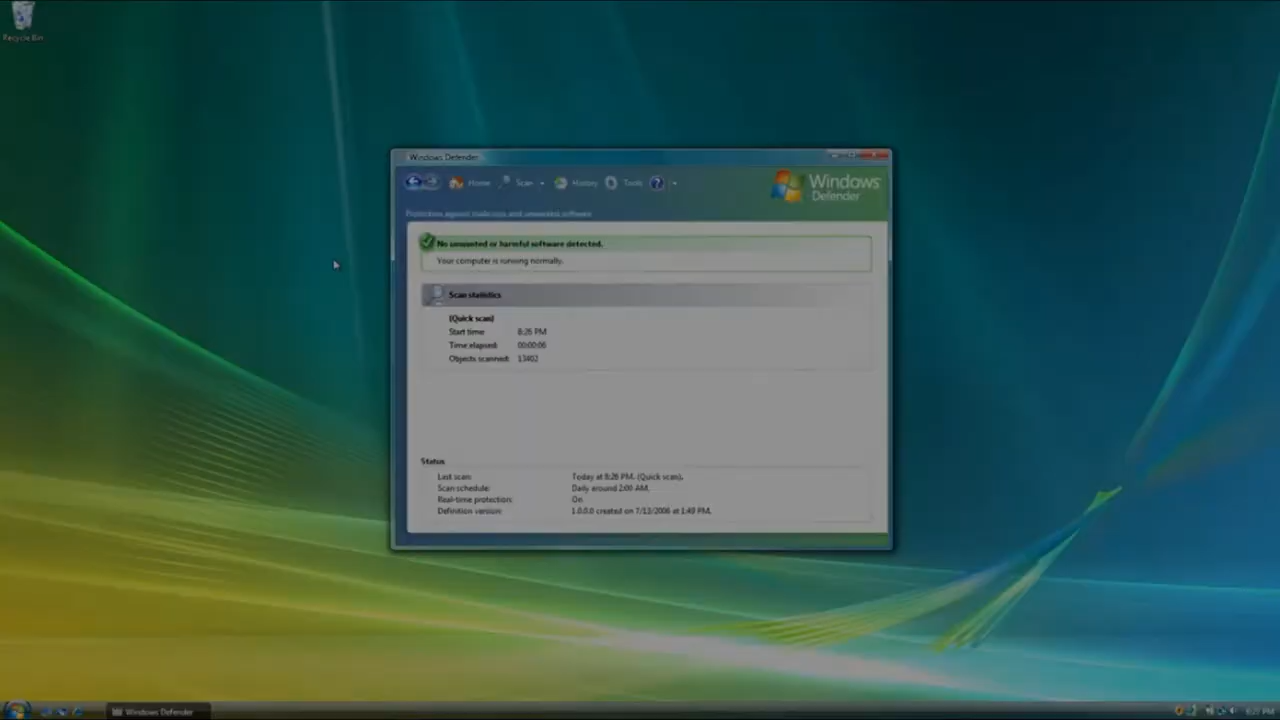 Recycle Bin
Windows Defender
Home Scan History Tools
Windows
Defender
Protection against malicious and unwanted software
No unwanted or harmful software detected.
Your computer is running normally.
Scan statistics
(Quick scan)
Start time: 8:26 PM
Time elapsed: 00:00:06
Objects scanned: 13402
Status
Last scan: Today at 8:26 PM. (Quick scan).
Scan schedule: Daily around 2:00 AM.
Real-time protection: On
Definition version: 1.0.0.0 created on 7/13/2006 at 1:49 PM.
Windows Defender
8:27 PM